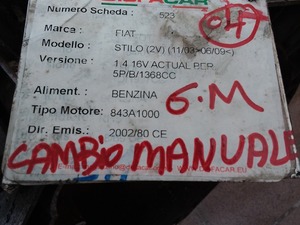 Numero Scheda : 523
Marca : FIAT
Modello : STILO (2V) (11/03>06/09<)
Versione : 1.4 16V ACTUAL BER.
5P/B/1368CC
Aliment. : BENZINA
G.M
Tipo Motore: 843A1000
Dir. Emis.: 2002/80 CE
CAMBIO MANUALE